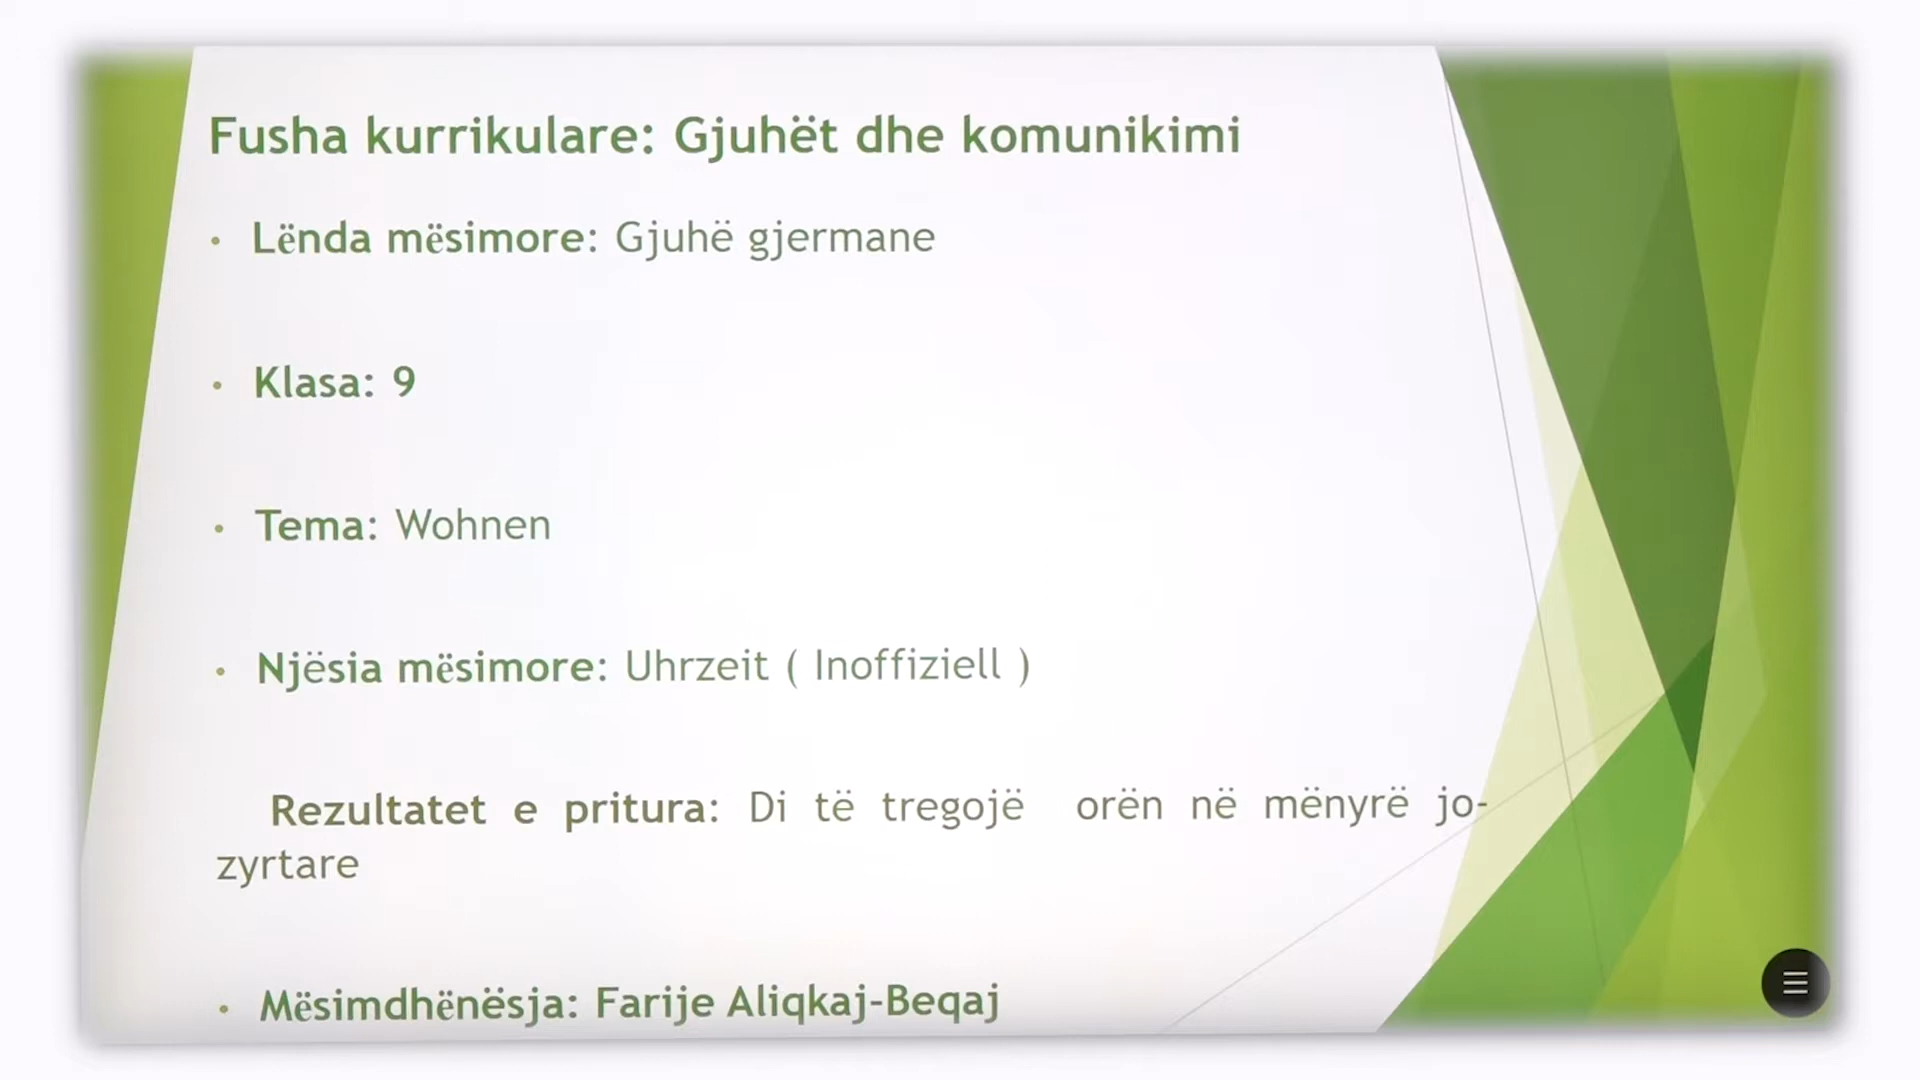 Fusha kurrikulare: Gjuhët dhe komunikimi
• Lënda mësimore: Gjuhë gjermane
• Klasa: 9
• Tema: Wohnen
• Njësia mësimore: Uhrzeit ( Inoffiziell )
Rezultatet e pritura: Di të tregojë orën në mënyrë jo-
zyrtare
• Mësimdhënësja: Farije Aliqkaj-Beqaj